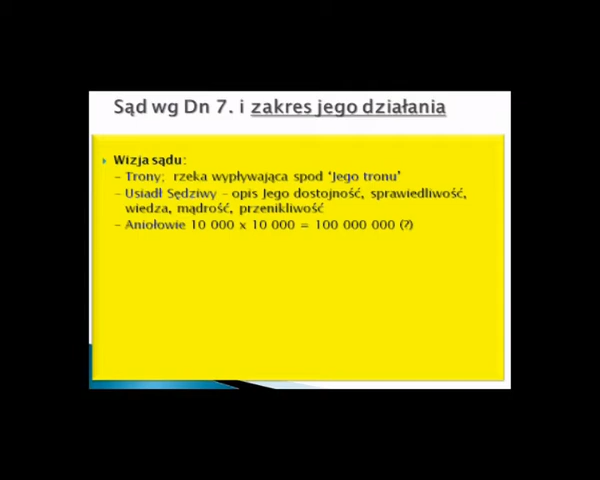 Sąd wg Dn 7. i zakres jego działania
Wizja sądu:
– Trony; rzeka wypływająca spod ‘Jego tronu’
– Usiadł Sędziwy – opis Jego dostojność, sprawiedliwość,
wiedza, mądrość, przenikliwość
– Aniołowie 10 000 x 10 000 = 100 000 000 (?)